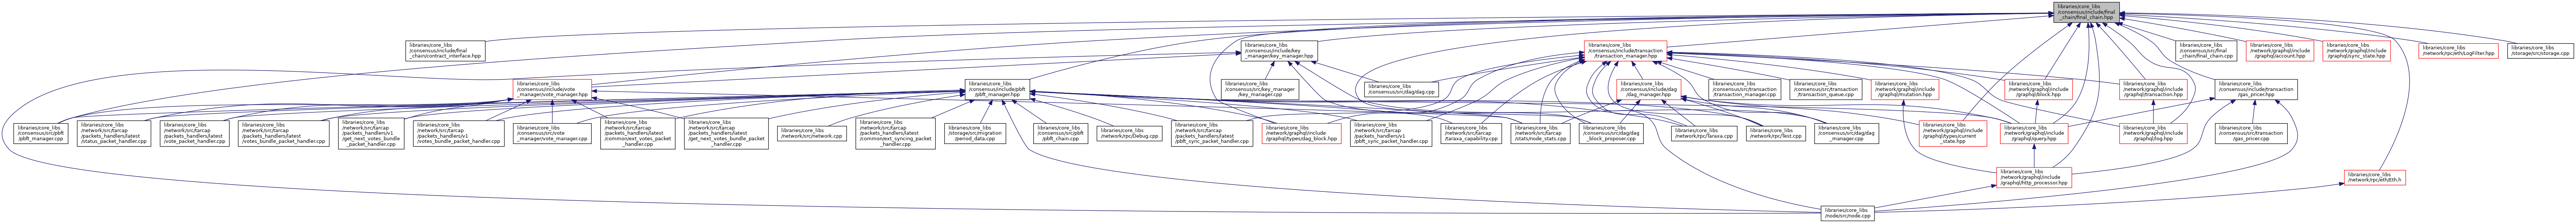 libraries/core_libs
/consensus/include/final
_chain/final_chain.hpp
libraries/core_libs
/consensus/include/final
_chain/contract_interface.hpp
libraries/core_libs
/consensus/include/key
_manager/key_manager.hpp
libraries/core_libs
/consensus/include/transaction
/transaction_manager.hpp
libraries/core_libs
/consensus/src/final
_chain/final_chain.cpp
libraries/core_libs
/network/graphql/include
/graphql/account.hpp
libraries/core_libs
/network/graphql/include
/graphql/sync_state.hpp
libraries/core_libs
/network/rpc/eth/LogFilter.hpp
libraries/core_libs
/storage/src/storage.cpp
libraries/core_libs
/consensus/include/vote
_manager/vote_manager.hpp
libraries/core_libs
/consensus/include/pbft
/pbft_manager.hpp
libraries/core_libs
/consensus/src/key_manager
/key_manager.cpp
libraries/core_libs
/consensus/src/dag/dag.cpp
libraries/core_libs
/consensus/include/dag
/dag_manager.hpp
libraries/core_libs
/consensus/src/transaction
/transaction_manager.cpp
libraries/core_libs
/consensus/src/transaction
/transaction_queue.cpp
libraries/core_libs
/network/graphql/include
/graphql/mutation.hpp
libraries/core_libs
/network/graphql/include
/graphql/block.hpp
libraries/core_libs
/network/graphql/include
/graphql/transaction.hpp
libraries/core_libs
/consensus/include/transaction
/gas_pricer.hpp
libraries/core_libs
/consensus/src/pbft
/pbft_manager.cpp
libraries/core_libs
/network/src/tarcap
/packets_handlers/latest
/status_packet_handler.cpp
libraries/core_libs
/network/src/tarcap
/packets_handlers/latest
/vote_packet_handler.cpp
libraries/core_libs
/network/src/tarcap
/packets_handlers/latest
/votes_bundle_packet_handler.cpp
libraries/core_libs
/network/src/tarcap
/packets_handlers/v1
/get_next_votes_bundle
_packet_handler.cpp
libraries/core_libs
/network/src/tarcap
/packets_handlers/v1
/votes_bundle_packet_handler.cpp
libraries/core_libs
/consensus/src/vote
_manager/vote_manager.cpp
libraries/core_libs
/network/src/tarcap
/packets_handlers/latest
/common/ext_votes_packet
_handler.cpp
libraries/core_libs
/network/src/tarcap
/packets_handlers/latest
/get_next_votes_bundle_packet
_handler.cpp
libraries/core_libs
/network/src/network.cpp
libraries/core_libs
/network/src/tarcap
/packets_handlers/latest
/common/ext_syncing_packet
_handler.cpp
libraries/core_libs
/storage/src/migration
/period_data.cpp
libraries/core_libs
/consensus/src/pbft
/pbft_chain.cpp
libraries/core_libs
/network/rpc/Debug.cpp
libraries/core_libs
/network/src/tarcap
/packets_handlers/latest
/pbft_sync_packet_handler.cpp
libraries/core_libs
/network/graphql/include
/graphql/types/dag_block.hpp
libraries/core_libs
/network/src/tarcap
/packets_handlers/v1
/pbft_sync_packet_handler.cpp
libraries/core_libs
/network/src/tarcap
/taraxa_capability.cpp
libraries/core_libs
/network/src/tarcap
/stats/node_stats.cpp
libraries/core_libs
/consensus/src/dag/dag
_block_proposer.cpp
libraries/core_libs
/network/rpc/Taraxa.cpp
libraries/core_libs
/network/rpc/Test.cpp
libraries/core_libs
/consensus/src/dag/dag
_manager.cpp
libraries/core_libs
/network/graphql/include
/graphql/types/current
_state.hpp
libraries/core_libs
/network/graphql/include
/graphql/query.hpp
libraries/core_libs
/network/graphql/include
/graphql/log.hpp
libraries/core_libs
/consensus/src/transaction
/gas_pricer.cpp
libraries/core_libs
/network/graphql/include
/graphql/http_processor.hpp
libraries/core_libs
/network/rpc/eth/Eth.h
libraries/core_libs
/node/src/node.cpp